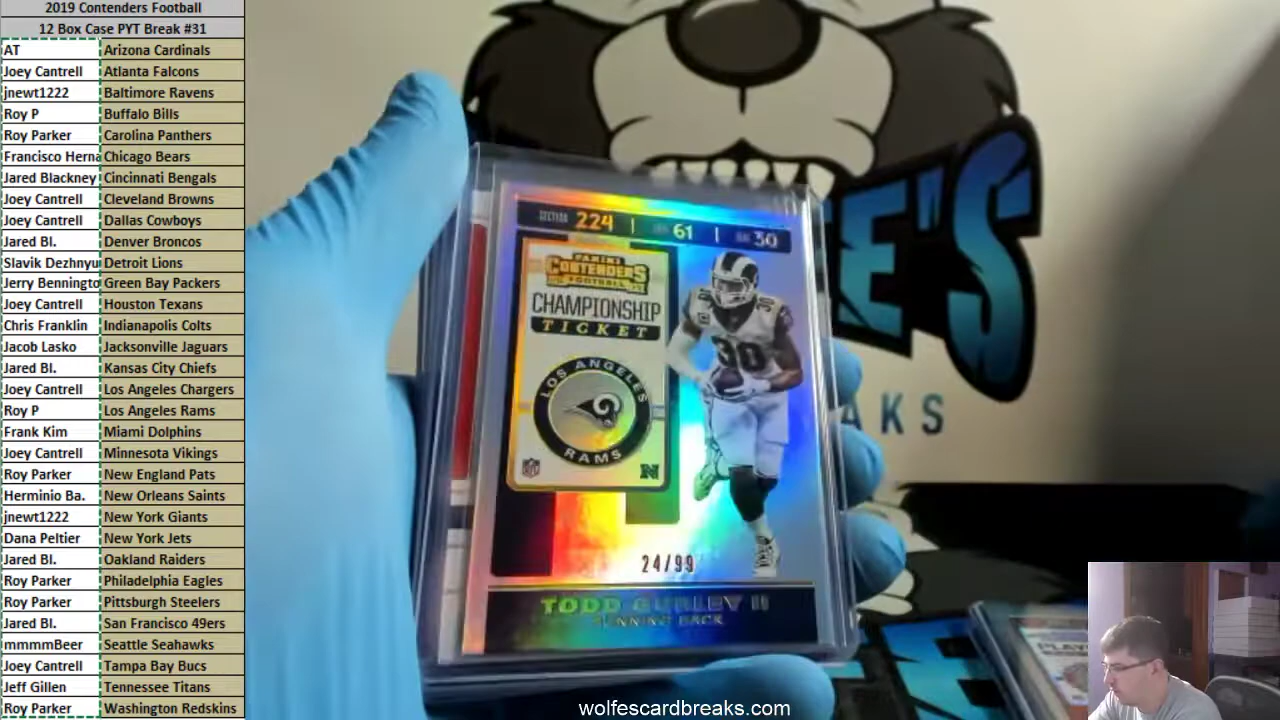 2019 Contenders Football
12 Box Case PYT Break #31
AT Arizona Cardinals
Joey Cantrell Atlanta Falcons
jnewt1222 Baltimore Ravens
Roy P Buffalo Bills
Roy Parker Carolina Panthers
Francisco Herna Chicago Bears
Jared Blackney Cincinnati Bengals
Joey Cantrell Cleveland Browns
Joey Cantrell Dallas Cowboys
Jared Bl. Denver Broncos
Slavik Dezhnyu Detroit Lions
Jerry Benningto Green Bay Packers
Joey Cantrell Houston Texans
Chris Franklin Indianapolis Colts
Jacob Lasko Jacksonville Jaguars
Jared Bl. Kansas City Chiefs
Joey Cantrell Los Angeles Chargers
Roy P Los Angeles Rams
Frank Kim Miami Dolphins
Joey Cantrell Minnesota Vikings
Roy Parker New England Pats
Herminio Ba. New Orleans Saints
jnewt1222 New York Giants
Dana Peltier New York Jets
Jared Bl. Oakland Raiders
Roy Parker Philadelphia Eagles
Roy Parker Pittsburgh Steelers
Jared Bl. San Francisco 49ers
mmmmBeer Seattle Seahawks
Joey Cantrell Tampa Bay Bucs
Jeff Gillen Tennessee Titans
Roy Parker Washington Redskins
SECTION 224 | 61 | 30
PANINI
CONTENDERS
FOOTBALL
CHAMPIONSHIP
TICKET
LOS ANGELES
RAMS
NFL
N
30
24/99
TODD GURLEY II
RUNNING BACK
E'S
AKS
wolfescardbreaks.com